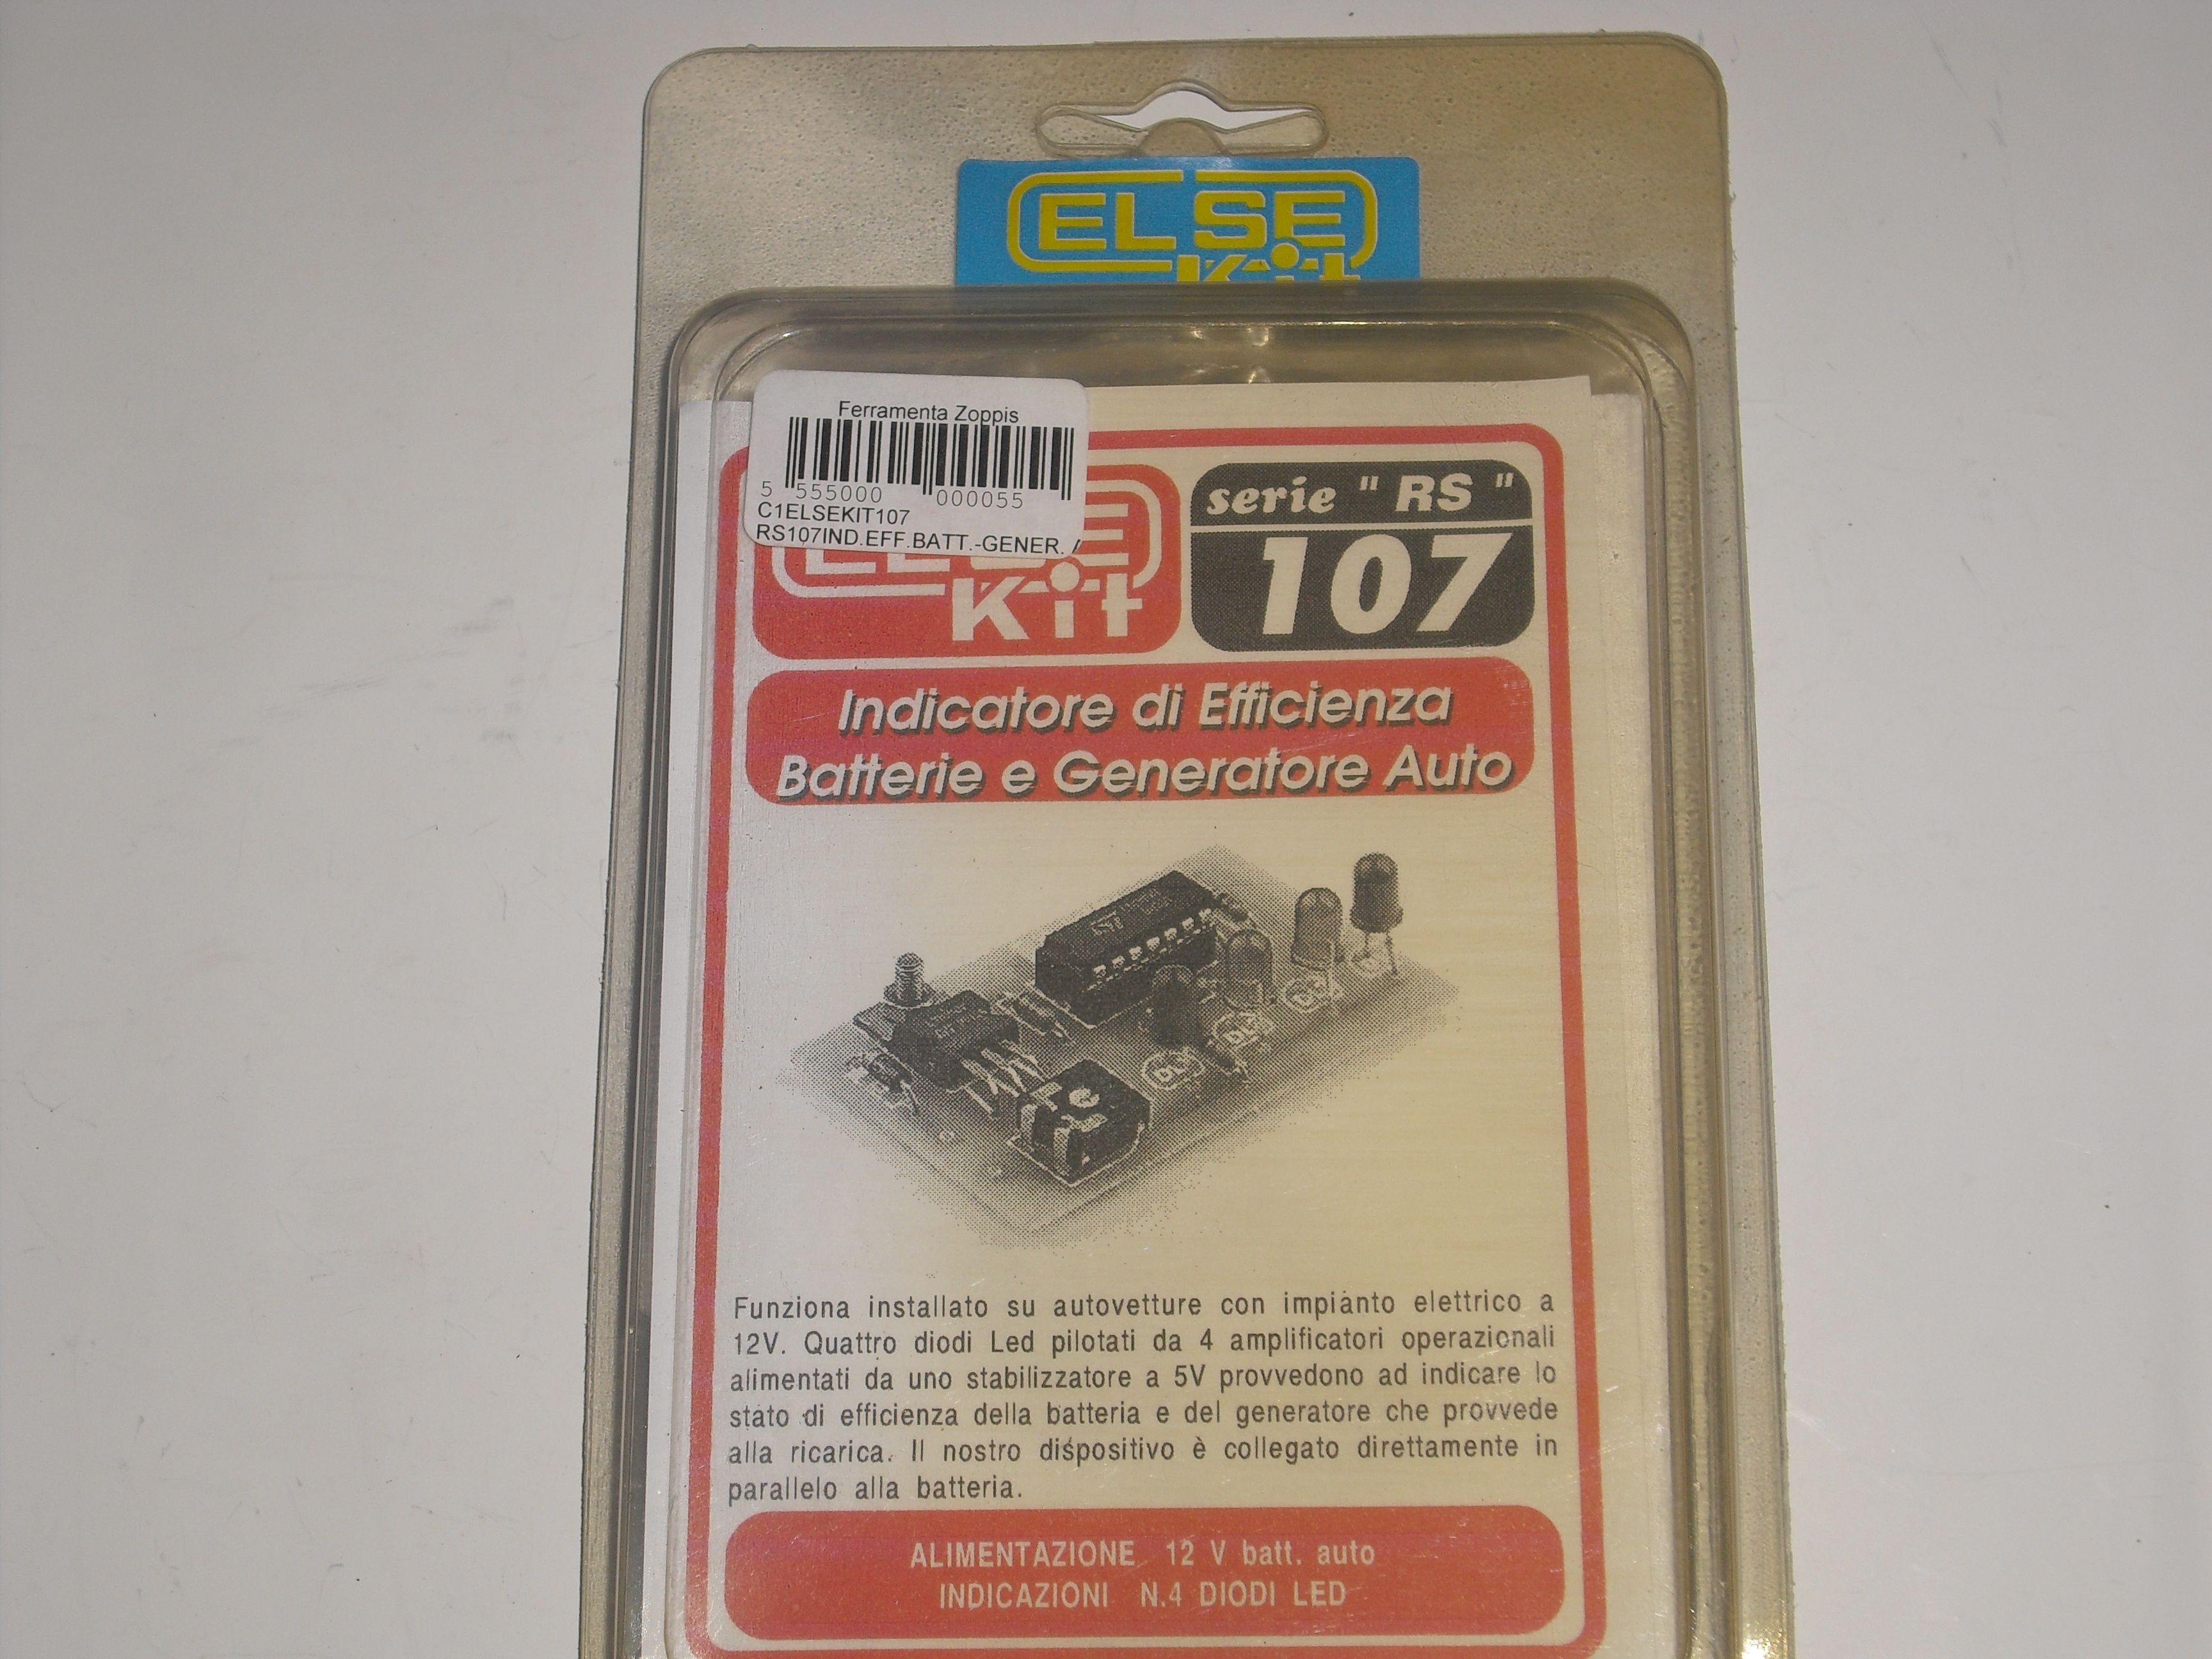 ELSE
Kit
Ferramenta Zoppis
5 555000 000055
C1ELSEKIT107
RS107IND.EFF.BATT.-GENER.
Kit
serie " RS "
107
Indicatore di Efficienza
Batterie e Generatore Auto
DL
DL
Funziona installato su autovetture con impianto elettrico a
12V. Quattro diodi Led pilotati da 4 amplificatori operazionali
alimentati da uno stabilizzatore a 5V provvedono ad indicare lo
stato di efficienza della batteria e del generatore che provvede
alla ricarica. Il nostro dispositivo è collegato direttamente in
parallelo alla batteria.
ALIMENTAZIONE 12 V batt. auto
INDICAZIONI N.4 DIODI LED